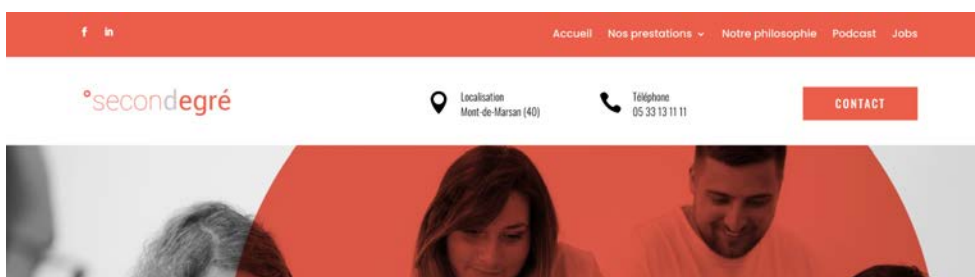 f in
Accueil Nos prestations Notre philosophie Podcast Jobs
°secondegré
Localisation
Mont-de-Marsan (40)
Téléphone
05 33 13 11 11
CONTACT